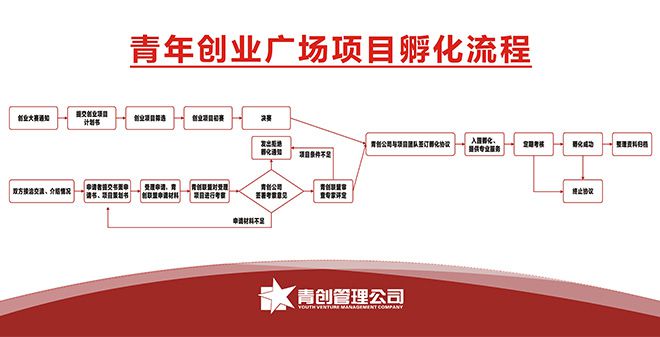 青年创业广场项目孵化流程
创业大赛通知
提交创业项目
计划书
创业项目筛选
创业项目初赛
决赛
发出拒绝
孵化通知
项目条件不足
青创公司与项目团队签订孵化协议
入园孵化、
提供专业服务
定期考核
孵化成功
整理资料归档
双方接洽交流、介绍情况
申请者提交书面申
请书、项目策划书
受理申请、青
创联盟申请材料
青创联盟对受理
项目进行考察
青创公司
签署考察意见
青创联盟审
查专家评定
终止协议
申请材料不足
青创管理公司
YOUTH VENTURE MANAGEMENT COMPANY